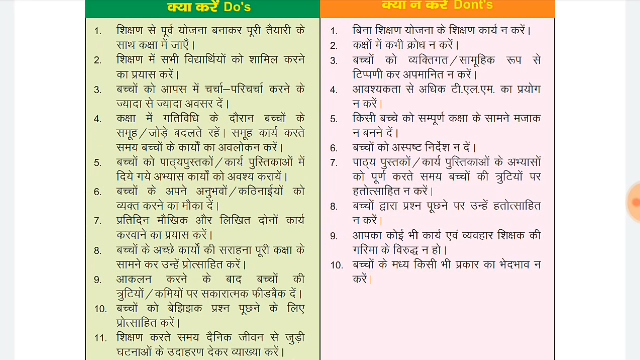 क्या करें Do's
1. शिक्षण से पूर्व योजना बनाकर पूरी तैयारी के
साथ कक्षा में जाएँ।
2. शिक्षण में सभी विद्यार्थियों को शामिल करने
का प्रयास करें।
3. बच्चों को आपस में चर्चा–परिचर्चा करने के
ज्यादा से ज्यादा अवसर दें।
4. कक्षा में गतिविधि के दौरान बच्चों के
समूह/जोड़े बदलते रहें। समूह कार्य करते
समय बच्चों के कार्यों का अवलोकन करें।
5. बच्चों को पाठ्यपुस्तकों/कार्य पुस्तिकाओं में
दिये गये अभ्यास कार्यों को अवश्य करायें।
6. बच्चों के अपने अनुभवों/कठिनाईयों को
व्यक्त करने का मौका दें।
7. प्रतिदिन मौखिक और लिखित दोनों कार्य
करवाने का प्रयास करें।
8. बच्चों के अच्छे कार्यों की सराहना पूरी कक्षा के
सामने कर उन्हें प्रोत्साहित करें।
9. आकलन करने के बाद बच्चों की
त्रुटियों/कमियों पर सकारात्मक फीडबैक दें।
10. बच्चों को बेझिझक प्रश्न पूछने के लिए
प्रोत्साहित करें।
11. शिक्षण करते समय दैनिक जीवन से जुड़ी
घटनाओं के उदाहरण देकर व्याख्या करें।
क्या न करें Dont's
1. बिना शिक्षण योजना के शिक्षण कार्य न करें।
2. कक्षों में कभी क्रोध न करें।
3. बच्चों को व्यक्तिगत/सामूहिक रूप से
टिप्पणी कर अपमानित न करें।
4. आवश्यकता से अधिक टी.एल.एम. का प्रयोग
न करें।
5. किसी बच्चे को सम्पूर्ण कक्षा के सामने मजाक
न बनने दें।
6. बच्चों को अस्पष्ट निर्देश न दें।
7. पाठ्य पुस्तकों/कार्य पुस्तिकाओं के अभ्यासों
को पूर्ण करते समय बच्चों की त्रुटियों पर
हतोत्साहित न करें।
8. बच्चों द्वारा प्रश्न पूछने पर उन्हें हतोत्साहित
न करें।
9. आपका कोई भी कार्य एवं व्यवहार शिक्षक की
गरिमा के विरुद्ध न हो।
10. बच्चों के मध्य किसी भी प्रकार का भेदभाव न
करें।